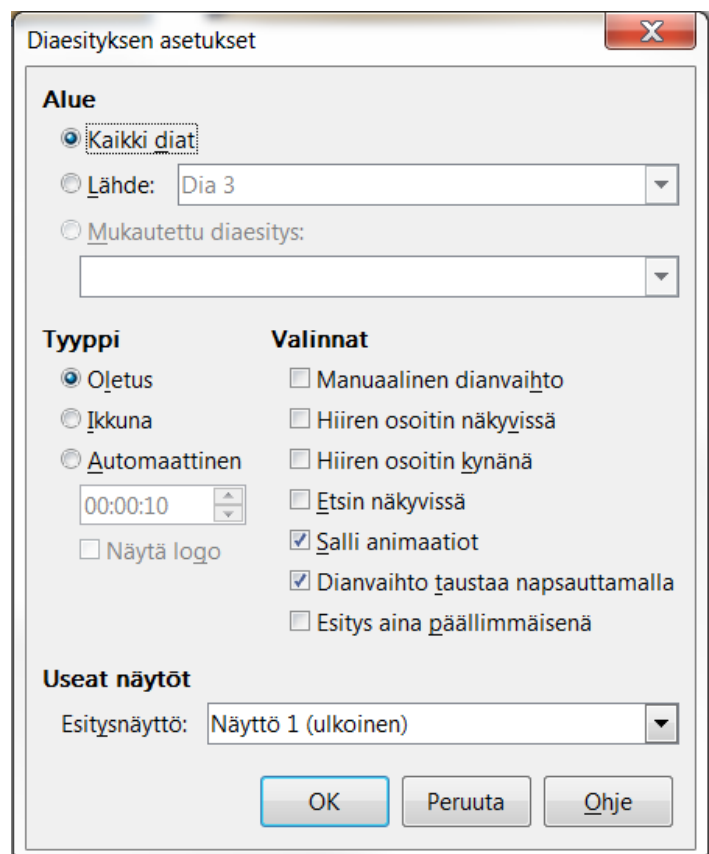 Diaesityksen asetukset
X
Alue
Kaikki diat
Lähde: Dia 3
Mukautettu diaesitys:
Tyyppi
Oletus
Ikkuna
Automaattinen
00:00:10
Näytä logo
Valinnat
Manuaalinen dianvaihto
Hiiren osoitin näkyvissä
Hiiren osoitin kynänä
Etsin näkyvissä
Salli animaatiot
Dianvaihto taustaa napsauttamalla
Esitys aina päällimmäisenä
Useat näytöt
Esitysnäyttö: Näyttö 1 (ulkoinen)
OK Peruuta Ohje